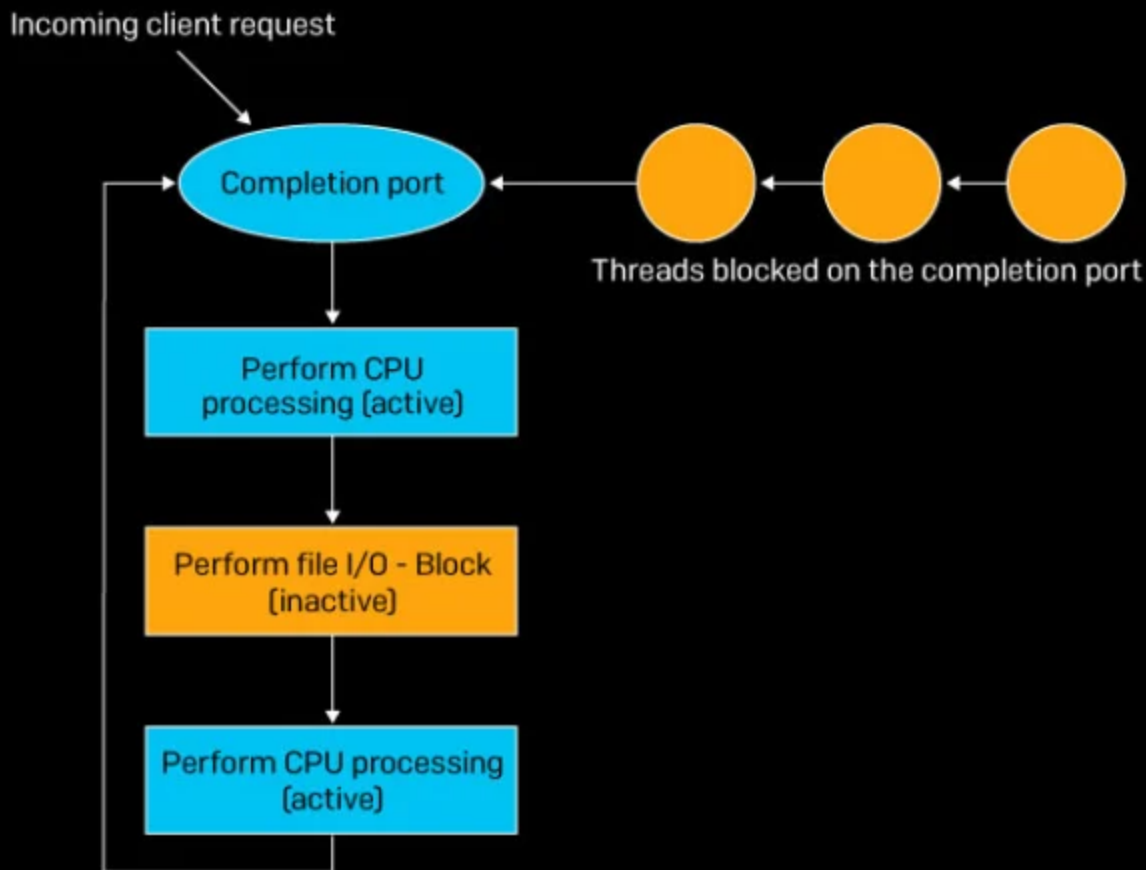 Incoming client request
Completion port
Threads blocked on the completion port
Perform CPU
processing (active)
Perform file I/O - Block
(inactive)
Perform CPU processing
(active)